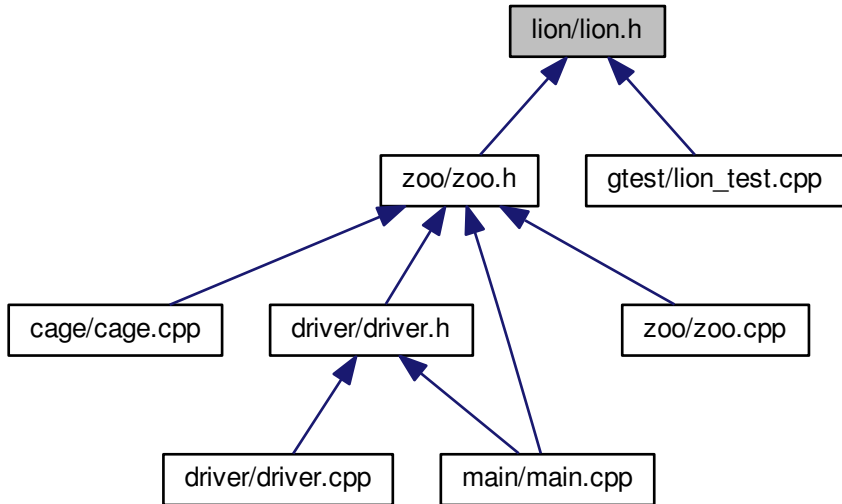 lion/lion.h
zoo/zoo.h
gtest/lion_test.cpp
cage/cage.cpp
driver/driver.h
zoo/zoo.cpp
driver/driver.cpp
main/main.cpp